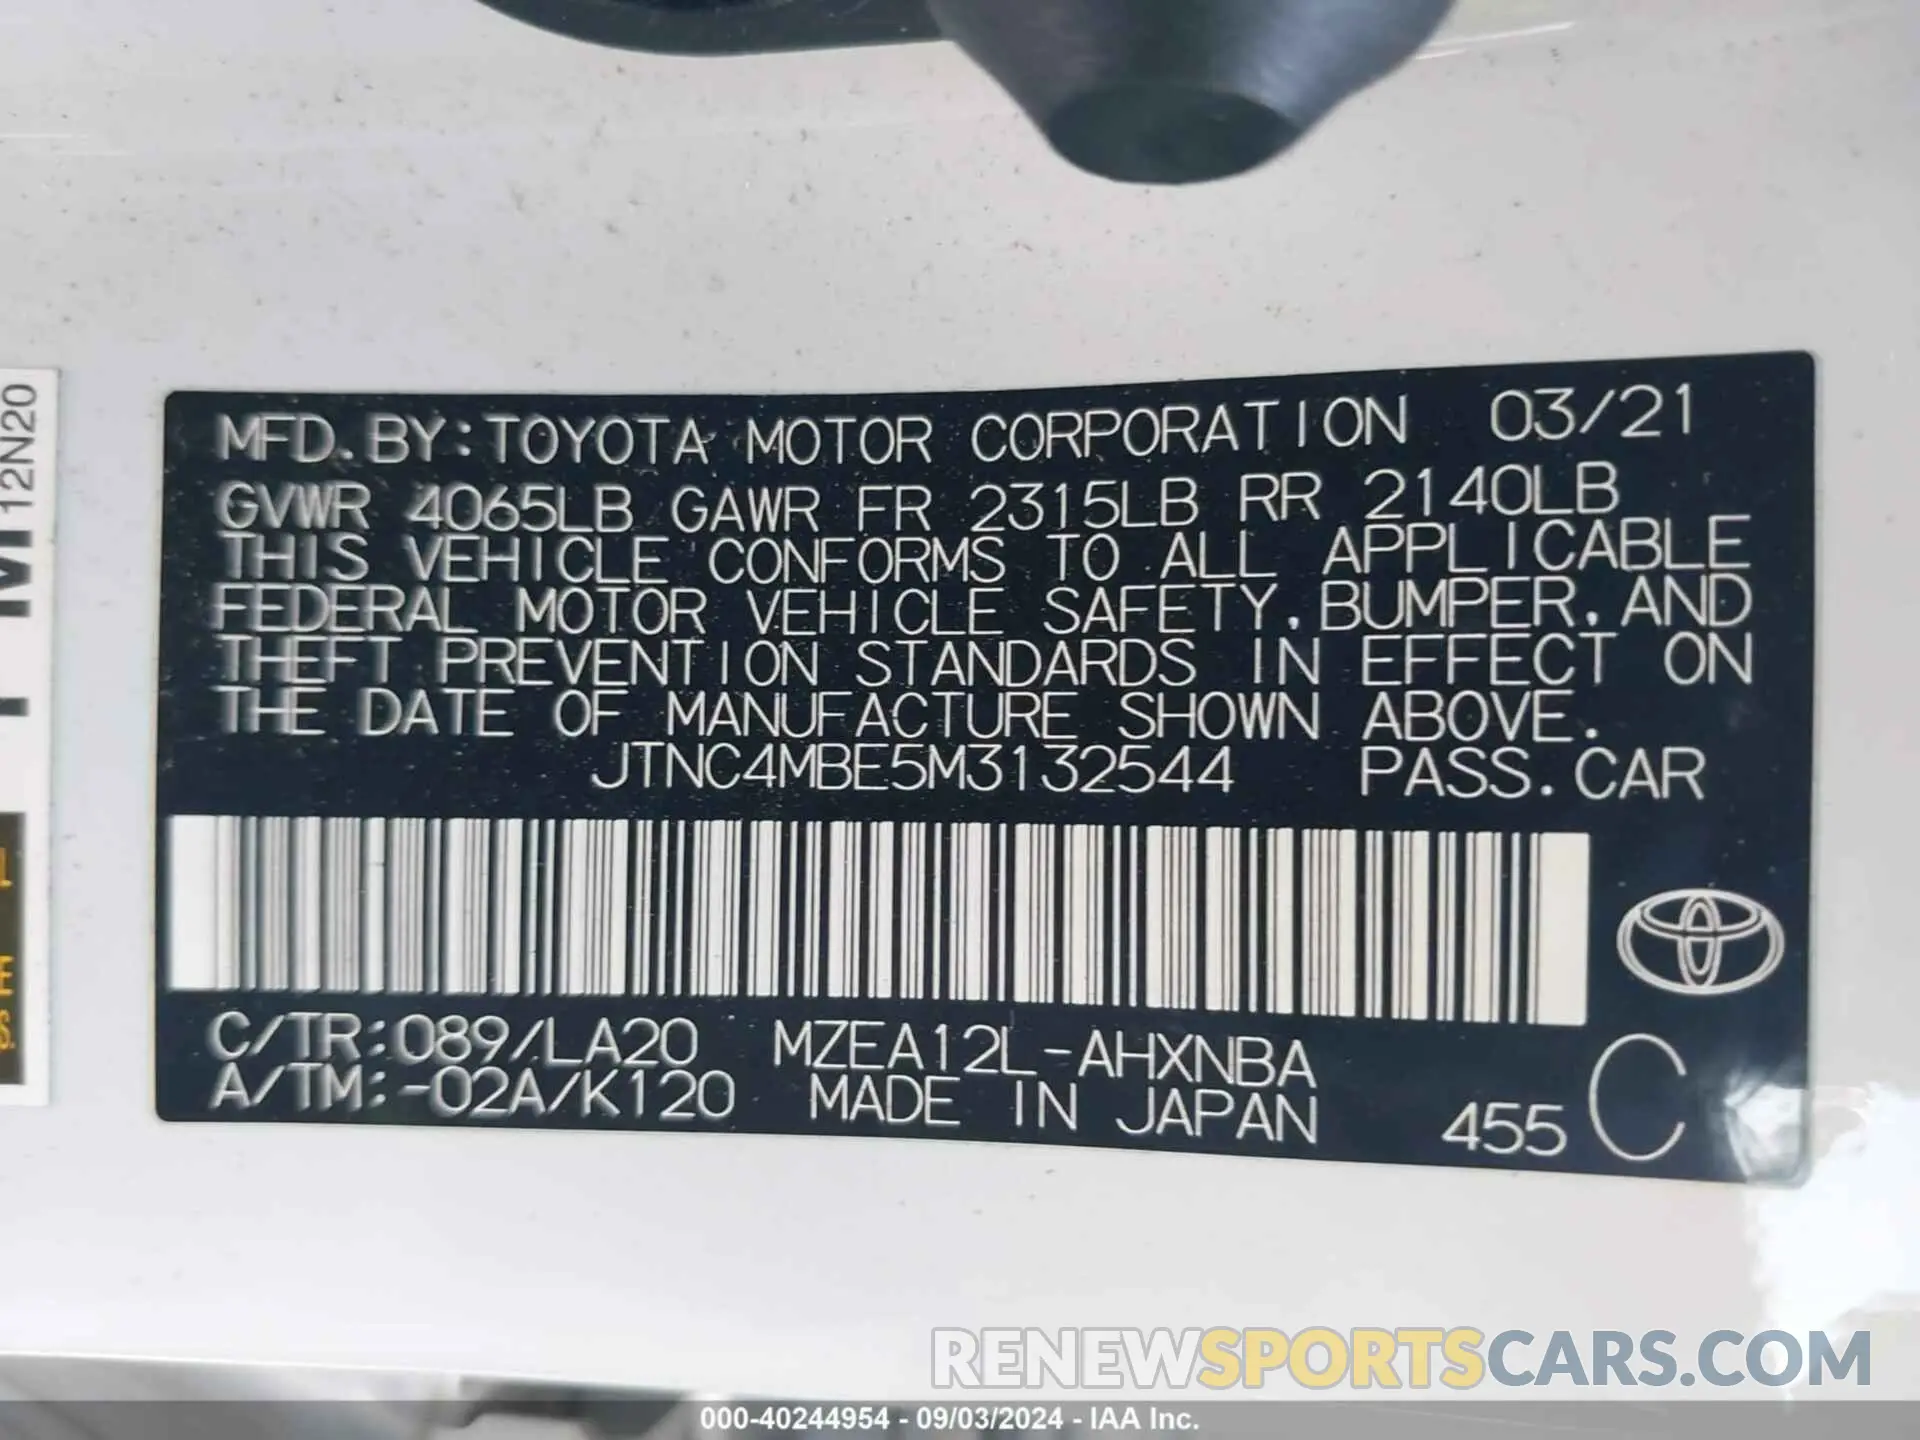 12N20
MFD.BY:TOYOTA MOTOR CORPORATION 03/21
GVWR 4065LB GAWR FR 2315LB RR 2140LB
THIS VEHICLE CONFORMS TO ALL APPLICABLE
FEDERAL MOTOR VEHICLE SAFETY,BUMPER,AND
THEFT PREVENTION STANDARDS IN EFFECT ON
THE DATE OF MANUFACTURE SHOWN ABOVE.
JTNC4MBE5M3132544 PASS.CAR
C/TR:089/LA20 MZEA12L-AHXNBA
A/TM:-02A/K120 MADE IN JAPAN 455 C
RENEWSPORTSCARS.COM
000-40244954 - 09/03/2024 - IAA Inc.